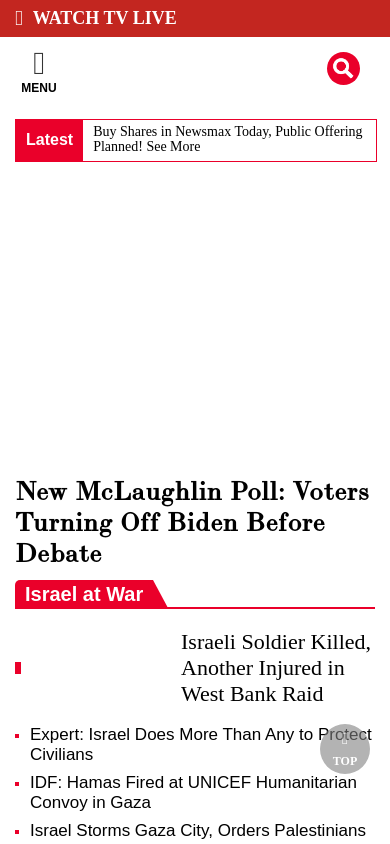 WATCH TV LIVE
MENU
Latest
Buy Shares in Newsmax Today, Public Offering
Planned! See More
New McLaughlin Poll: Voters
Turning Off Biden Before
Debate
Israel at War
Israeli Soldier Killed,
Another Injured in
West Bank Raid
Expert: Israel Does More Than Any to Protect
Civilians
TOP
IDF: Hamas Fired at UNICEF Humanitarian
Convoy in Gaza
Israel Storms Gaza City, Orders Palestinians